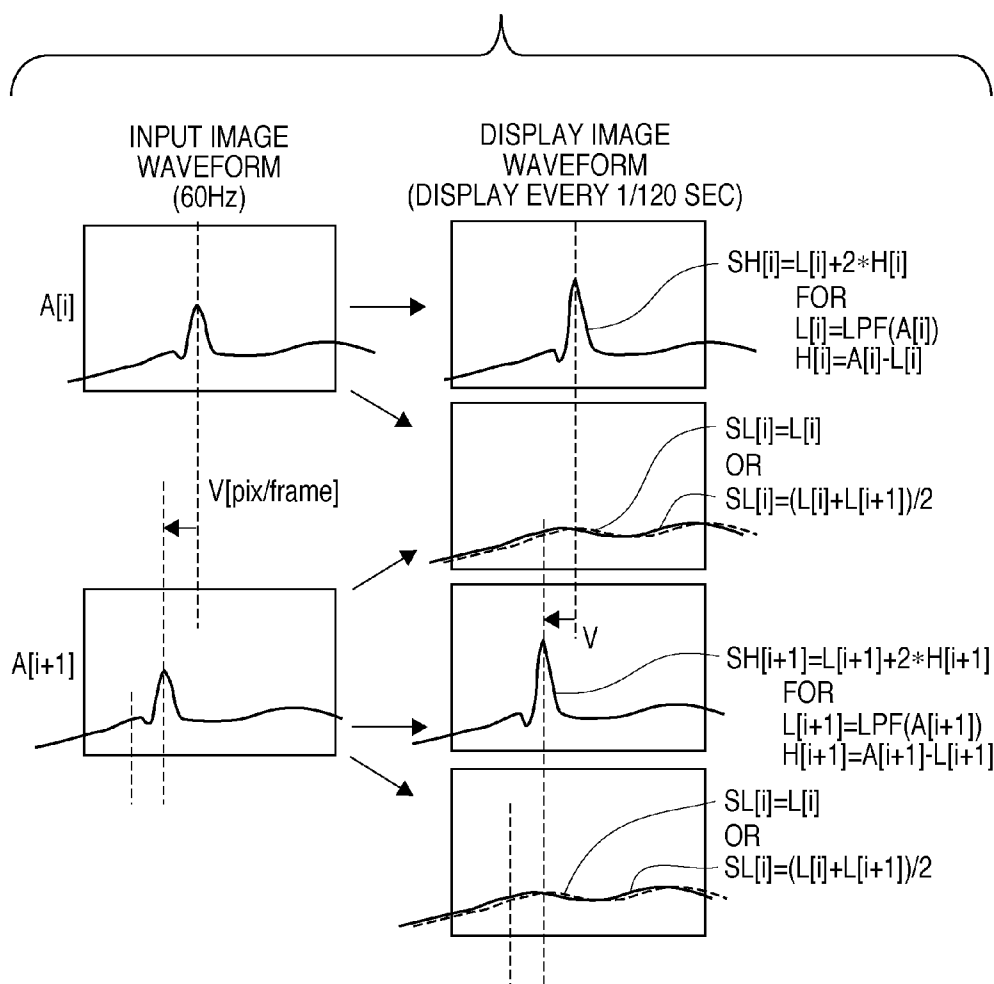 INPUT IMAGE
WAVEFORM
(60Hz)
DISPLAY IMAGE
WAVEFORM
(DISPLAY EVERY 1/120 SEC)
A[i]
SH[i]=L[i]+2*H[i]
FOR
L[i]=LPF(A[i])
H[i]=A[i]-L[i]
SL[i]=L[i]
OR
SL[i]=(L[i]+L[i+1])/2
V[pix/frame]
A[i+1]
V
SH[i+1]=L[i+1]+2*H[i+1]
FOR
L[i+1]=LPF(A[i+1])
H[i+1]=A[i+1]-L[i+1]
SL[i]=L[i]
OR
SL[i]=(L[i]+L[i+1])/2